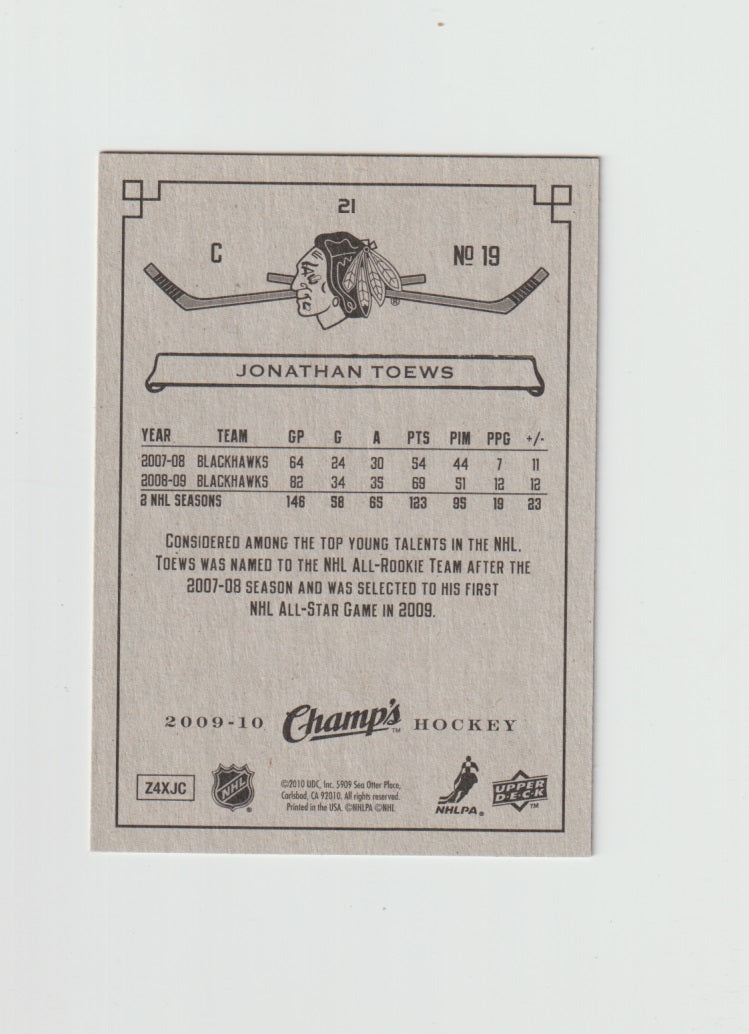 21
C
Nº 19
®
JONATHAN TOEWS
YEAR TEAM GP G A PTS PIM PPG +/-
2007-08 BLACKHAWKS 64 24 30 54 44 7 11
2008-09 BLACKHAWKS 82 34 35 69 51 12 12
2 NHL SEASONS 146 58 65 123 95 19 23
CONSIDERED AMONG THE TOP YOUNG TALENTS IN THE NHL,
TOEWS WAS NAMED TO THE NHL ALL-ROOKIE TEAM AFTER THE
2007-08 SEASON AND WAS SELECTED TO HIS FIRST
NHL ALL-STAR GAME IN 2009.
2009-10 Champ's™ HOCKEY
Z4XJC
NHL®
©2010 UDC, Inc. 5909 Sea Otter Place,
Carlsbad, CA 92010. All rights reserved.
Printed in the USA. ©NHLPA ©NHL
NHLPA®
UPPER
D·E·C·K™